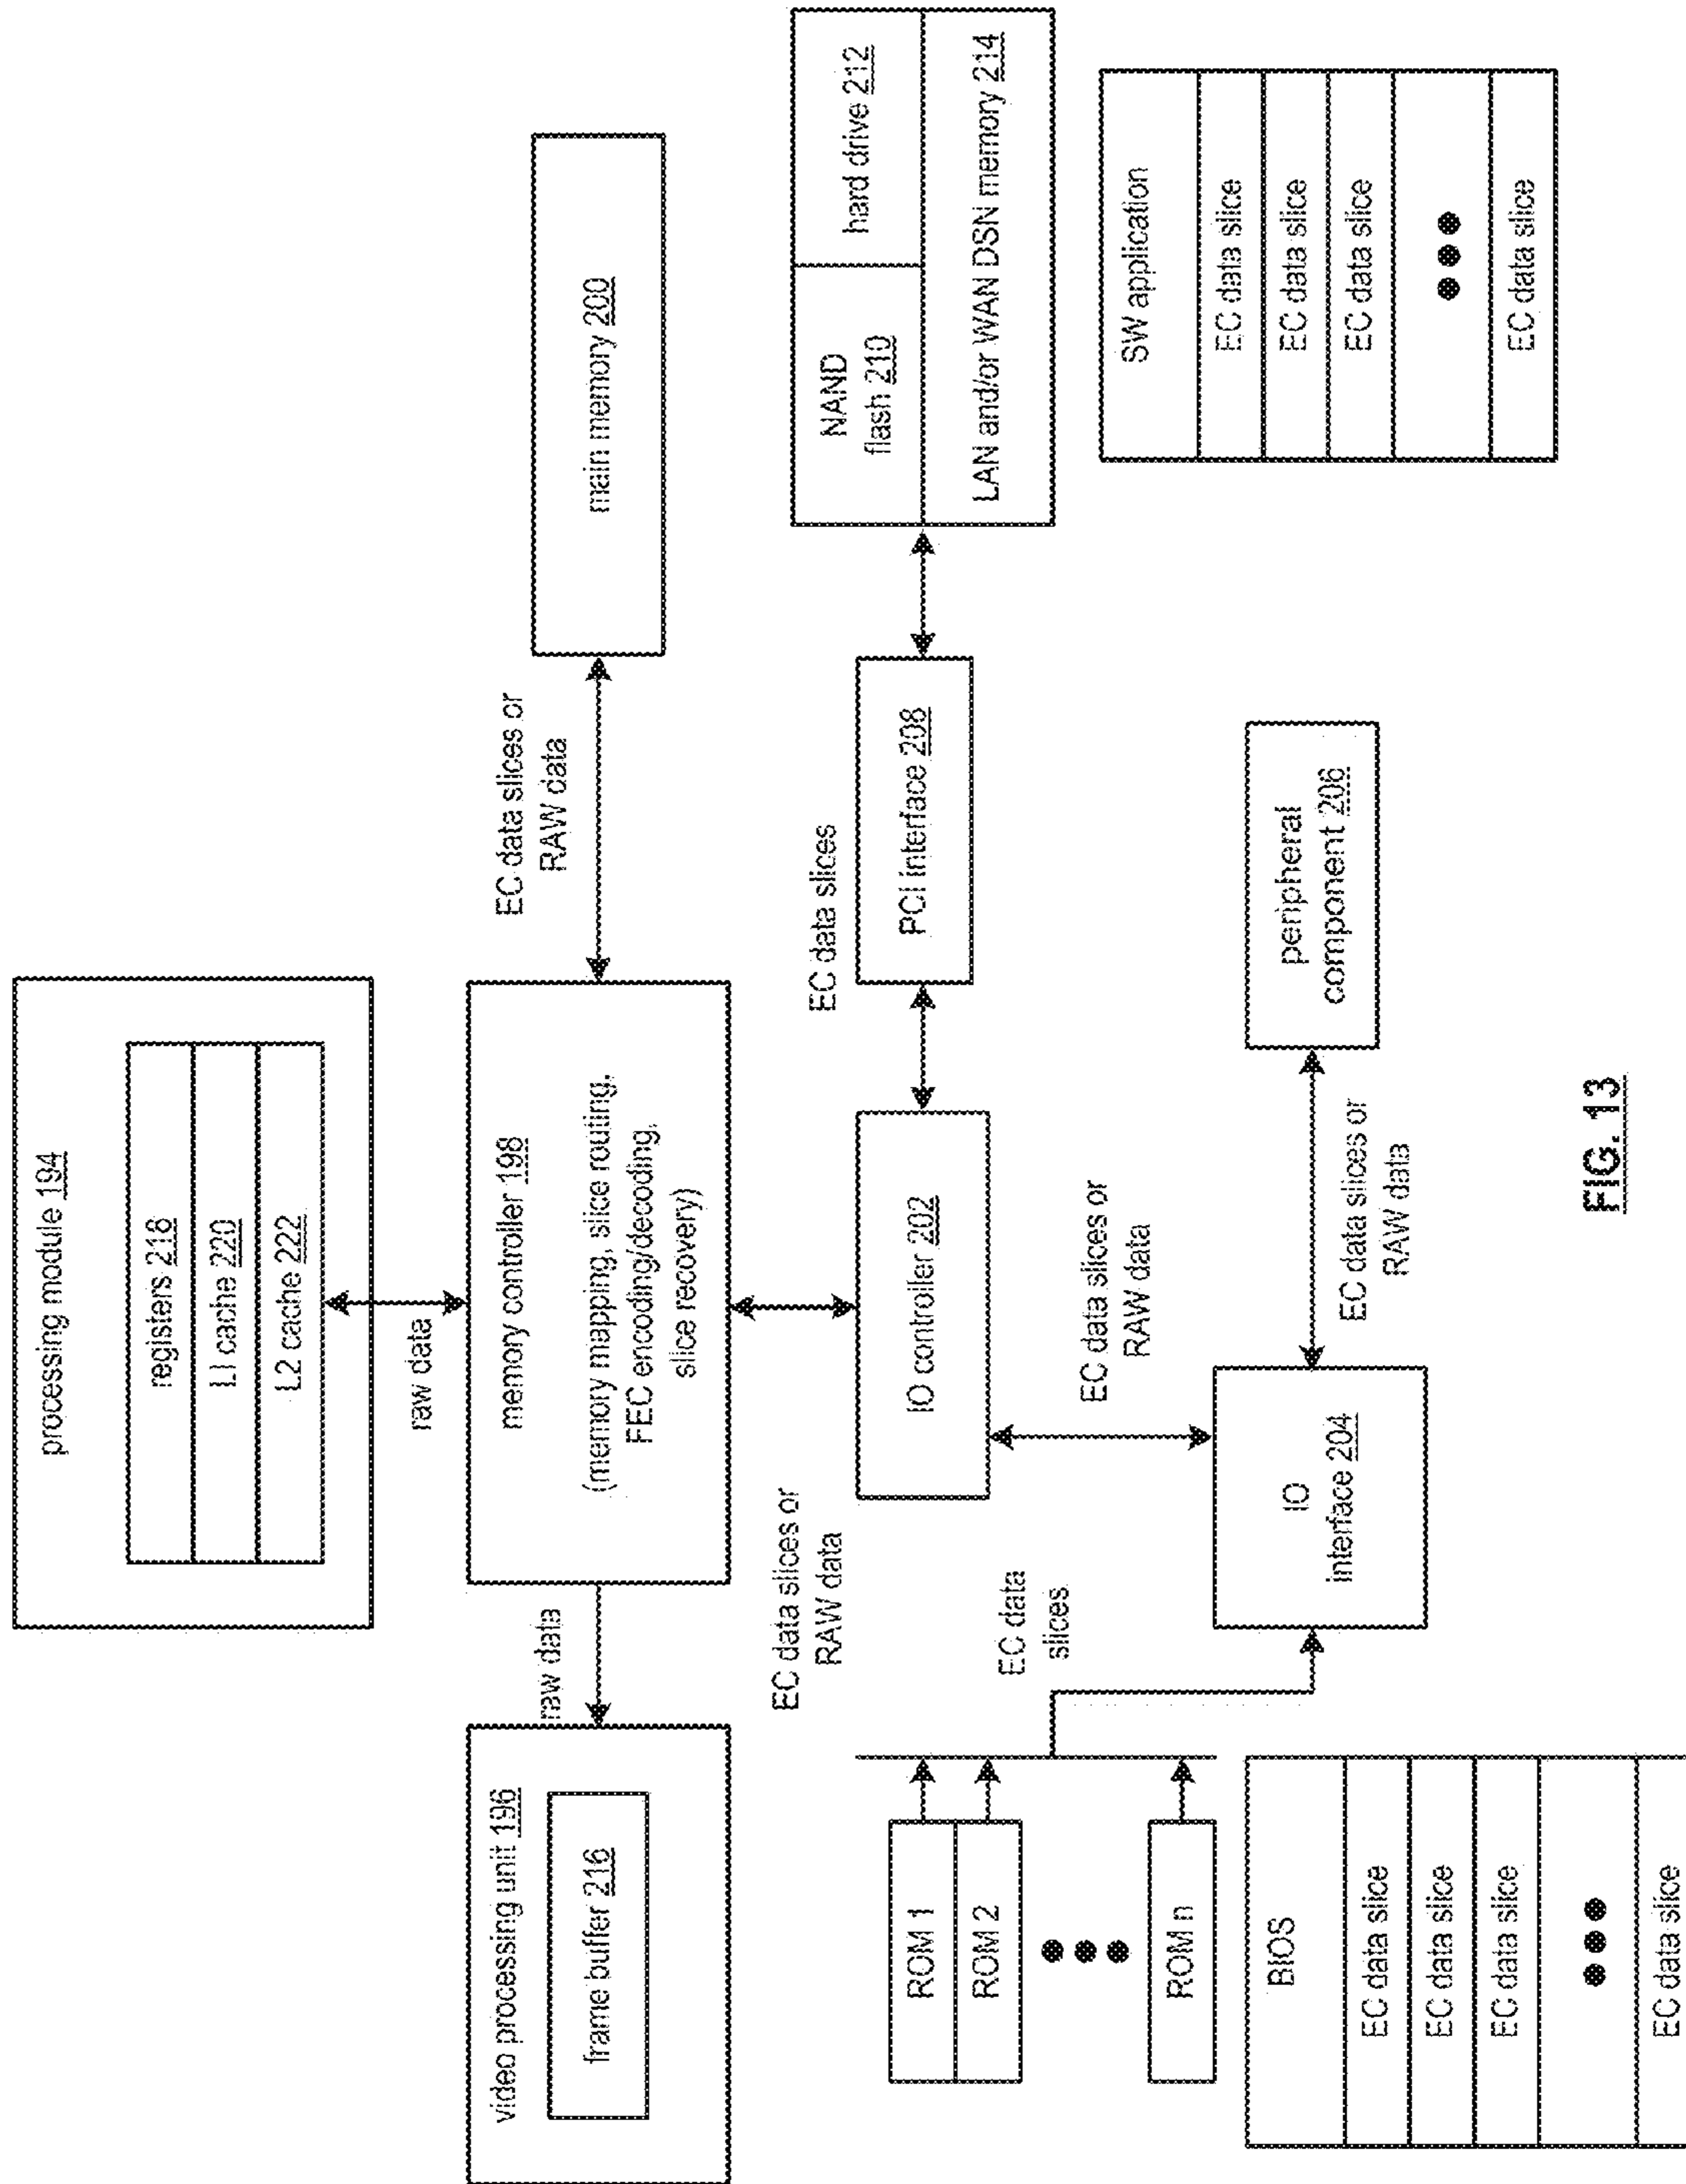 processing module 194
registers 218
L1 cache 220
L2 cache 222
raw data
video processing unit 196
frame buffer 216
raw data
memory controller 198
(memory mapping, slice routing,
FEC encoding/decoding,
slice recovery)
EC data slices or
RAW data
main memory 200
EC data slices or
RAW data
IO controller 202
EC data slices
PCI interface 208
NAND
flash 210
hard drive 212
LAN and/or WAN DSN memory 214
ROM 1
ROM 2
ROM n
EC data
slices
EC data slices or
RAW data
IO
interface 204
EC data slices or
RAW data
peripheral
component 206
BIOS
EC data slice
EC data slice
EC data slice
EC data slice
SW application
EC data slice
EC data slice
EC data slice
EC data slice
FIG. 13